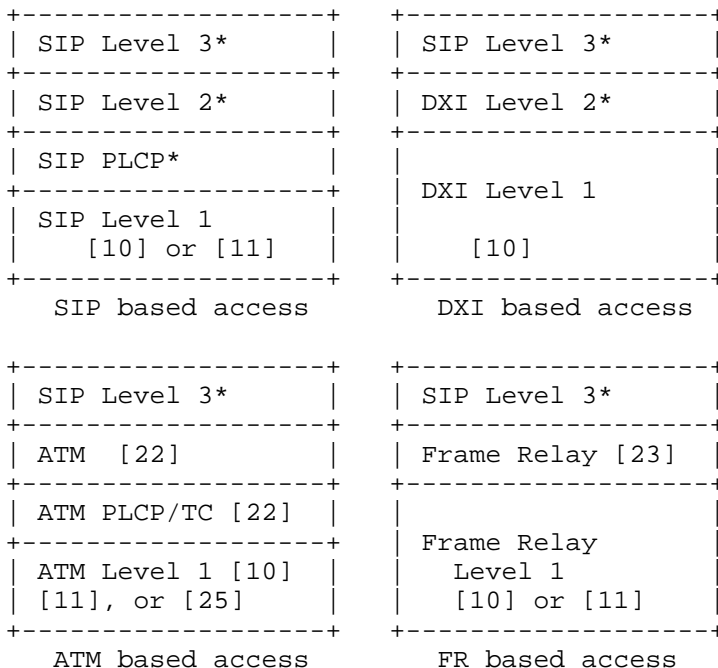 +-------------------+   +-------------------+
| SIP Level 3*      |   | SIP Level 3*      |
+-------------------+   +-------------------+
| SIP Level 2*      |   | DXI Level 2*      |
+-------------------+   +-------------------+
| SIP PLCP*         |   |                   |
+-------------------+   | DXI Level 1       |
| SIP Level 1       |   |                   |
|    [10] or [11]   |   |    [10]           |
+-------------------+   +-------------------+
   SIP based access        DXI based access

+-------------------+   +-------------------+
| SIP Level 3*      |   | SIP Level 3*      |
+-------------------+   +-------------------+
| ATM  [22]         |   | Frame Relay [23]  |
+-------------------+   +-------------------+
| ATM PLCP/TC [22]  |   |                   |
+-------------------+   | Frame Relay       |
| ATM Level 1 [10]  |   |   Level 1         |
| [11], or [25]     |   |   [10] or [11]    |
+-------------------+   +-------------------+
   ATM based access        FR based access